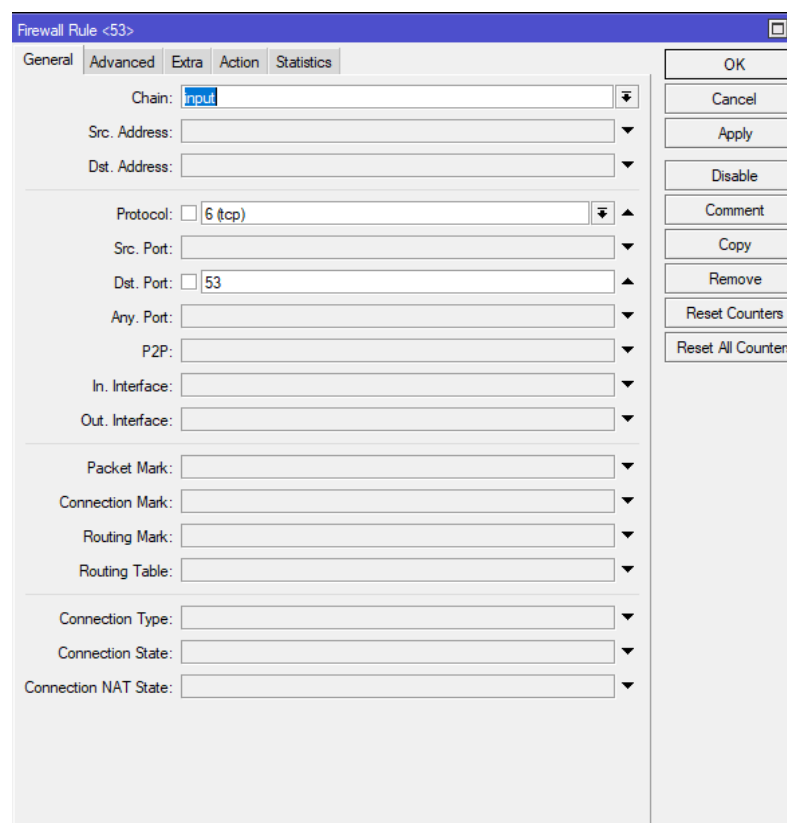 Firewall Rule <53>
General Advanced Extra Action Statistics
OK
Chain: input
Cancel
Src. Address:
Apply
Dst. Address:
Disable
Protocol: 6 (tcp)
Comment
Src. Port:
Copy
Dst. Port: 53
Remove
Any. Port:
Reset Counters
P2P:
Reset All Counter
In. Interface:
Out. Interface:
Packet Mark:
Connection Mark:
Routing Mark:
Routing Table:
Connection Type:
Connection State:
Connection NAT State: